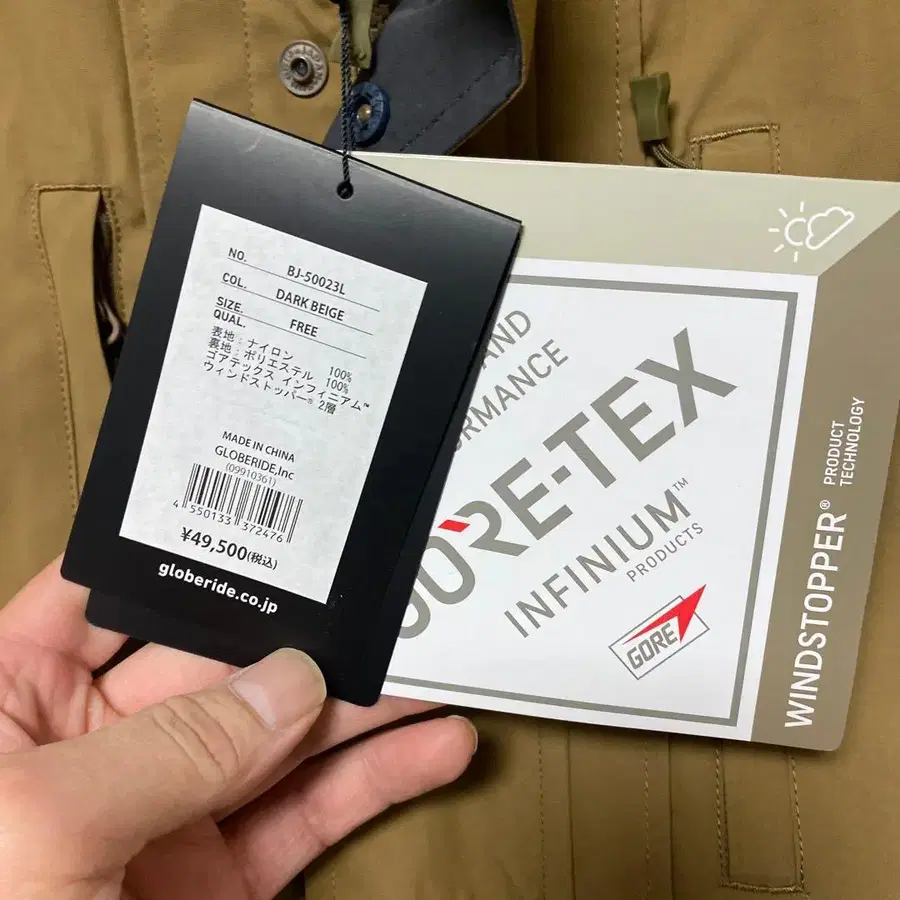 NO. BJ-50023L
COL. DARK BEIGE
SIZE. FREE
QUAL.
表地：ナイロン 100%
裏地：ポリエステル 100%
ゴアテックス インフィニアム™
ウィンドストッパー® 2層
MADE IN CHINA
GLOBERIDE,Inc
(09910361)
4 550133 372476
¥49,500(税込)
globeride.co.jp
AND
RMANCE
GORE-TEX
INFINIUM™
PRODUCTS
GORE
WINDSTOPPER® PRODUCT
TECHNOLOGY